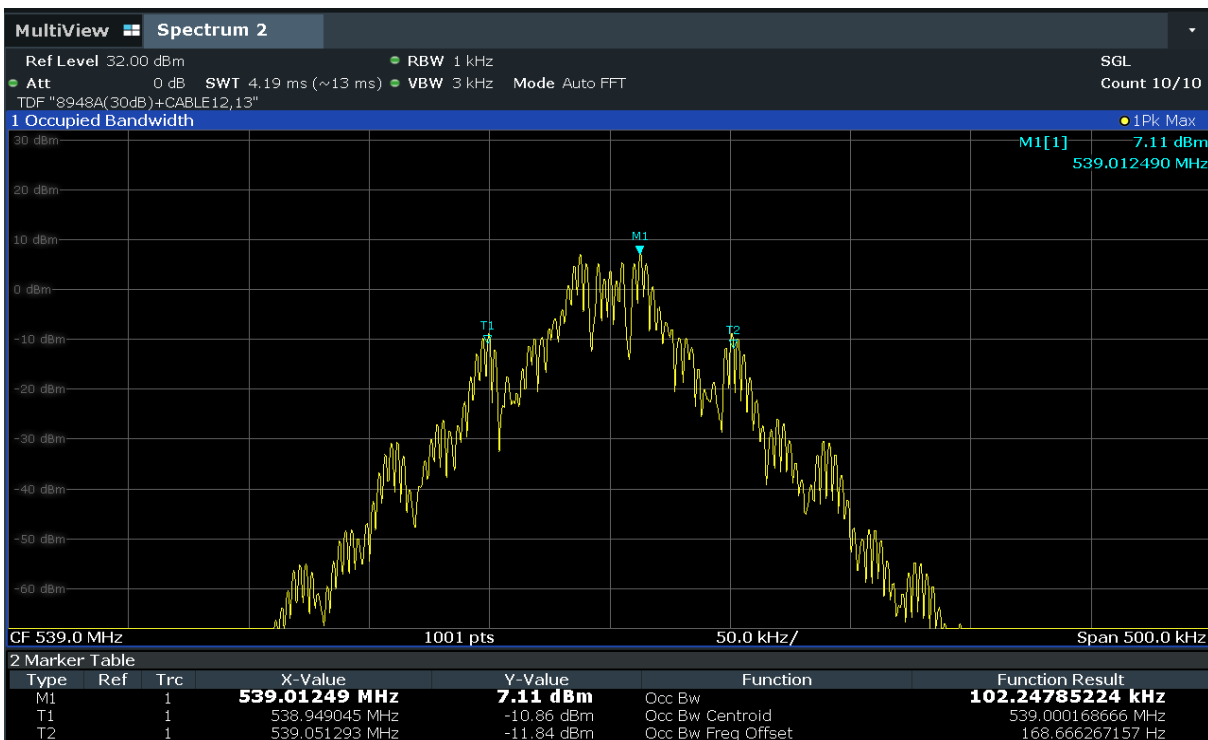 MultiView Spectrum 2
Ref Level 32.00 dBm RBW 1 kHz SGL
Att 0 dB SWT 4.19 ms (~13 ms) VBW 3 kHz Mode Auto FFT Count 10/10
TDF "8948A(30dB)+CABLE12,13"
1 Occupied Bandwidth 1Pk Max
30 dBm M1[1] 7.11 dBm
539.012490 MHz
20 dBm
10 dBm
M1
0 dBm
T1 T2
-10 dBm
-20 dBm
-30 dBm
-40 dBm
-50 dBm
-60 dBm
CF 539.0 MHz 1001 pts 50.0 kHz/ Span 500.0 kHz
2 Marker Table
Type Ref Trc X-Value Y-Value Function Function Result
M1 1 539.01249 MHz 7.11 dBm Occ Bw 102.24785224 kHz
T1 1 538.949045 MHz -10.86 dBm Occ Bw Centroid 539.000168666 MHz
T2 1 539.051293 MHz -11.84 dBm Occ Bw Freq Offset 168.666267157 Hz